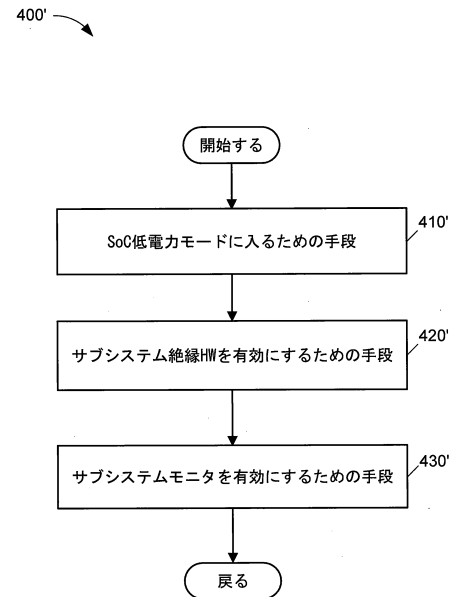 400'
開始する
SoC低電力モードに入るための手段
410'
サブシステム絶縁HWを有効にするための手段
420'
サブシステムモニタを有効にするための手段
430'
戻る